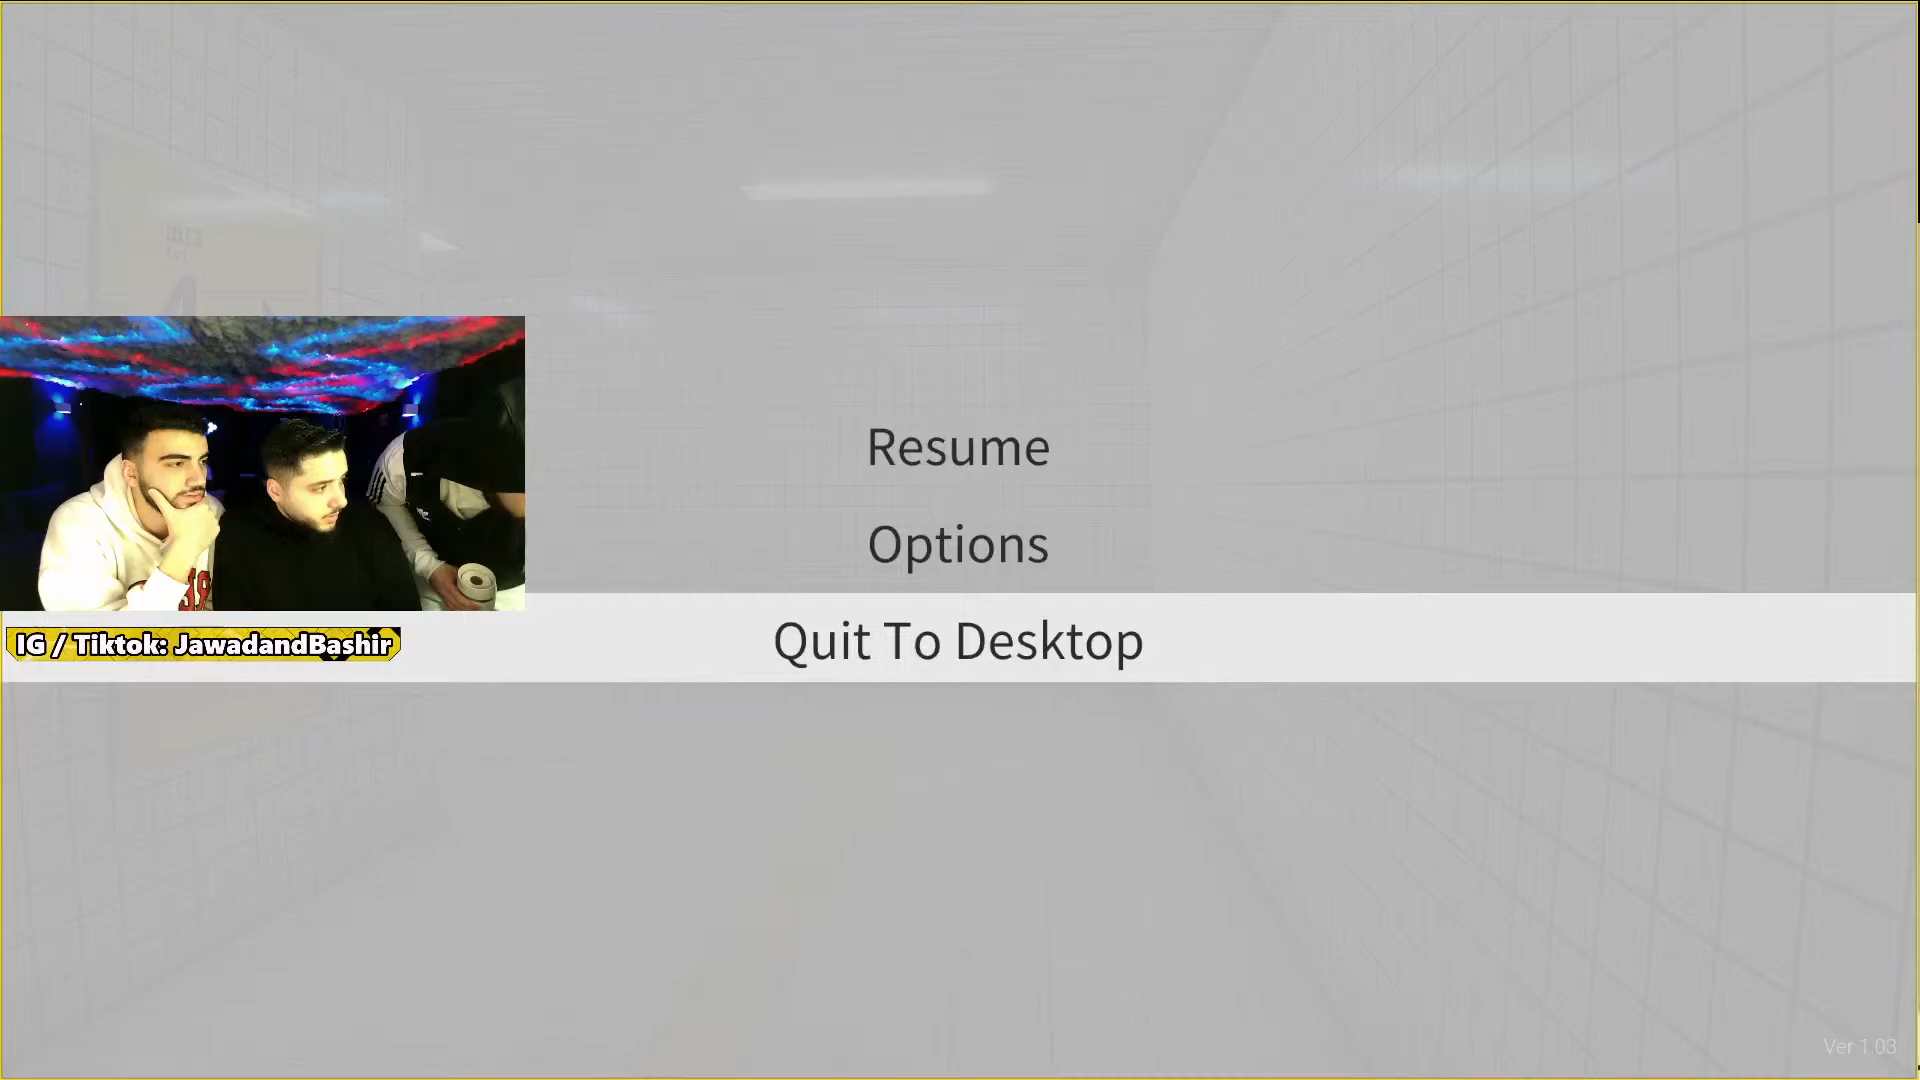 Resume
Options
Quit To Desktop
IG / Tiktok: JawadandBashir
Ver 1.03